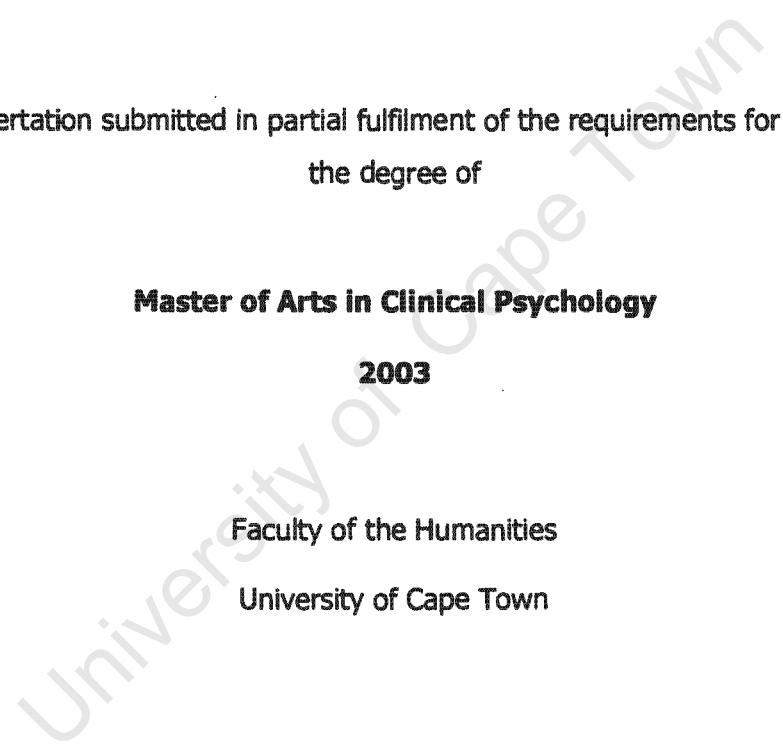 ertation submitted in partial fulfilment of the requirements for
the degree of
Master of Arts in Clinical Psychology
2003
Faculty of the Humanities
University of Cape Town
University of Cape Town